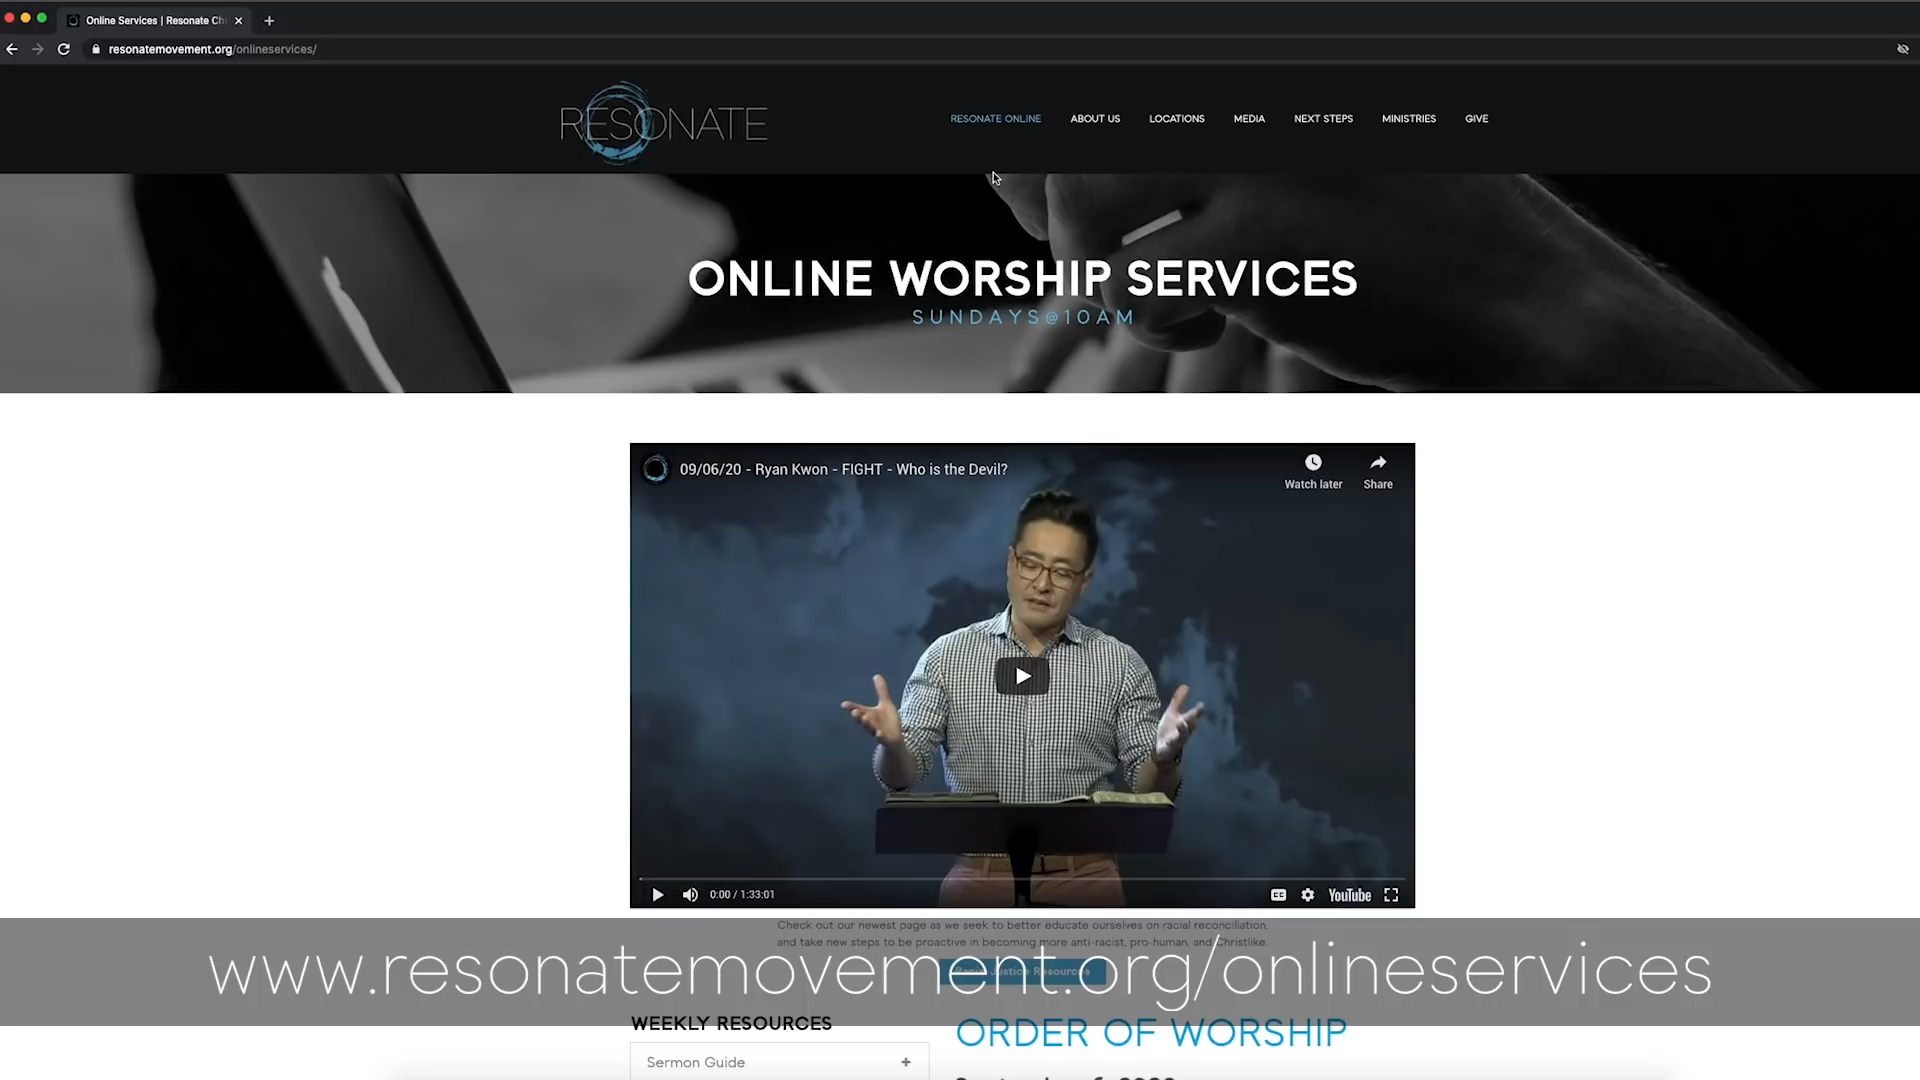 Online Services | Resonate Ch
resonatemovement.org/onlineservices/
RESONATE
RESONATE ONLINE
ABOUT US
LOCATIONS
MEDIA
NEXT STEPS
MINISTRIES
GIVE
ONLINE WORSHIP SERVICES
SUNDAYS@10AM
09/06/20 - Ryan Kwon - FIGHT - Who is the Devil?
Watch later
Share
0:00 / 1:33:01
CC
YouTube
Check out our newest page as we seek to better educate ourselves on racial reconciliation,
and take new steps to be proactive in becoming more anti-racist, pro-human, and Christlike.
Justice Resources
www.resonatemovement.org/onlineservices
WEEKLY RESOURCES
Sermon Guide
+
ORDER OF WORSHIP